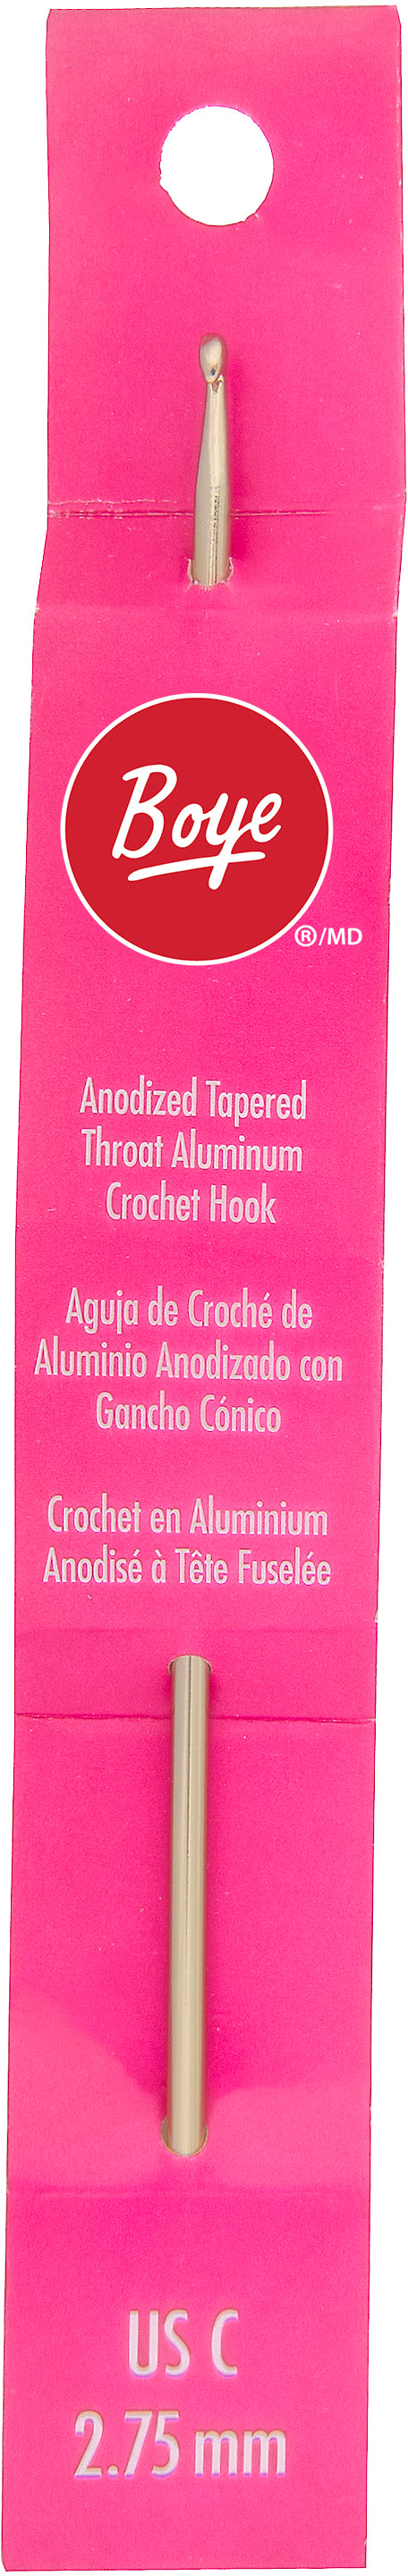 Boye
®/MD
Anodized Tapered
Throat Aluminum
Crochet Hook
Aguja de Croché de
Aluminio Anodizado con
Gancho Cónico
Crochet en Aluminium
Anodisé à Tête Fuselée
US C
2.75 mm